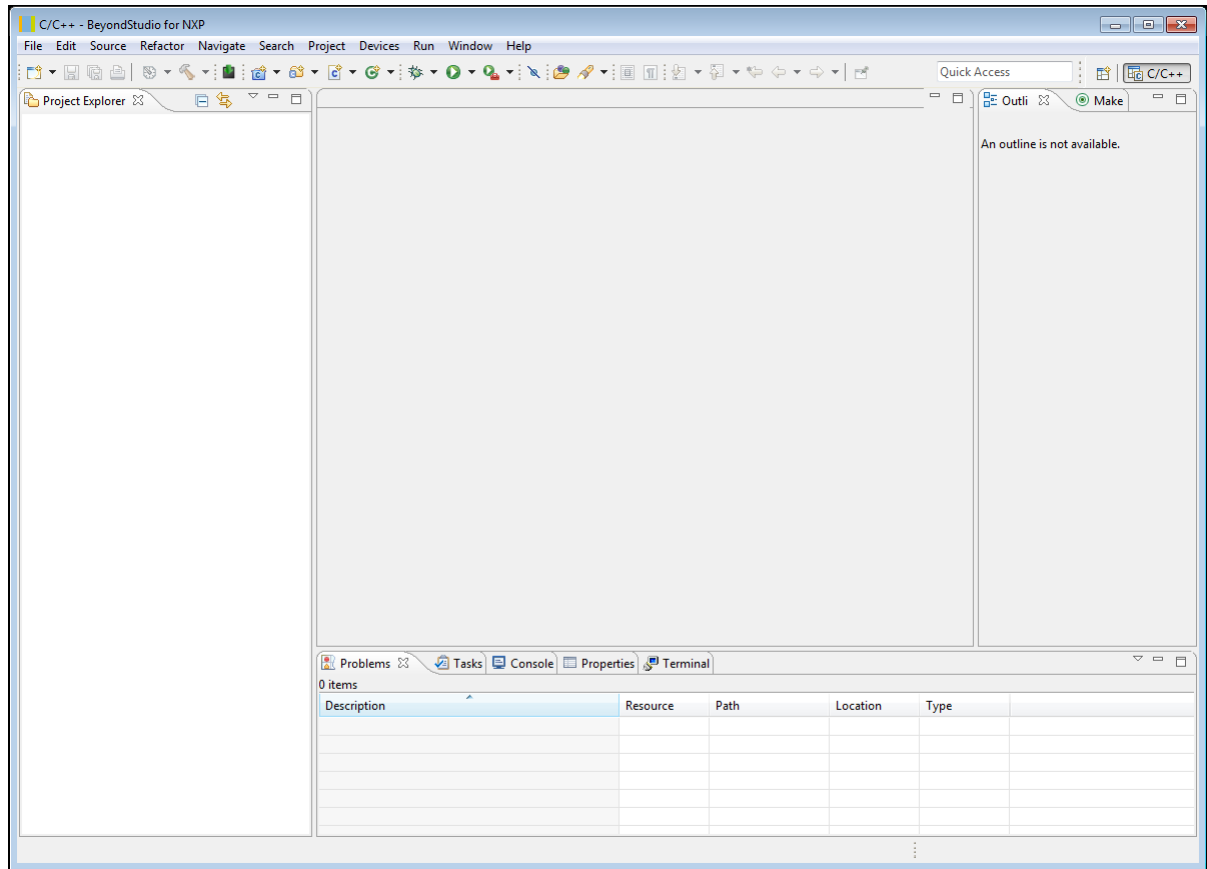 C/C++ - BeyondStudio for NXP
File Edit Source Refactor Navigate Search Project Devices Run Window Help
Quick Access C/C++
Project Explorer
Outli Make
An outline is not available.
Problems Tasks Console Properties Terminal
0 items
Description Resource Path Location Type